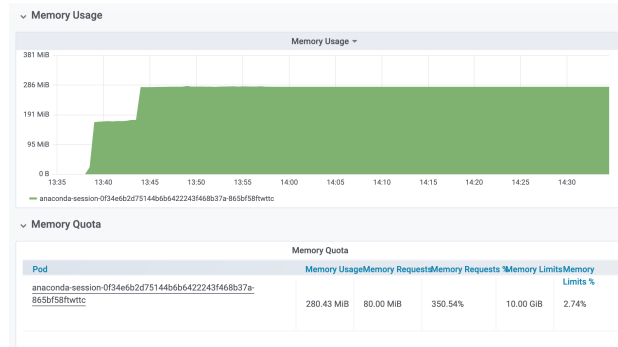 Memory Usage
Memory Usage
381 MiB
286 MiB
191 MiB
95 MiB
0 B
13:35 13:40 13:45 13:50 13:55 14:00 14:05 14:10 14:15 14:20 14:25 14:30
anaconda-session-0f34e6b2d75144b6b6422243f468b37a-865bf58ftwttc
Memory Quota
Memory Quota
Pod Memory Usage Memory Requests Memory Requests % Memory Limits Memory
Limits %
anaconda-session-0f34e6b2d75144b6b6422243f468b37a-
865bf58ftwttc
280.43 MiB 80.00 MiB 350.54% 10.00 GiB 2.74%